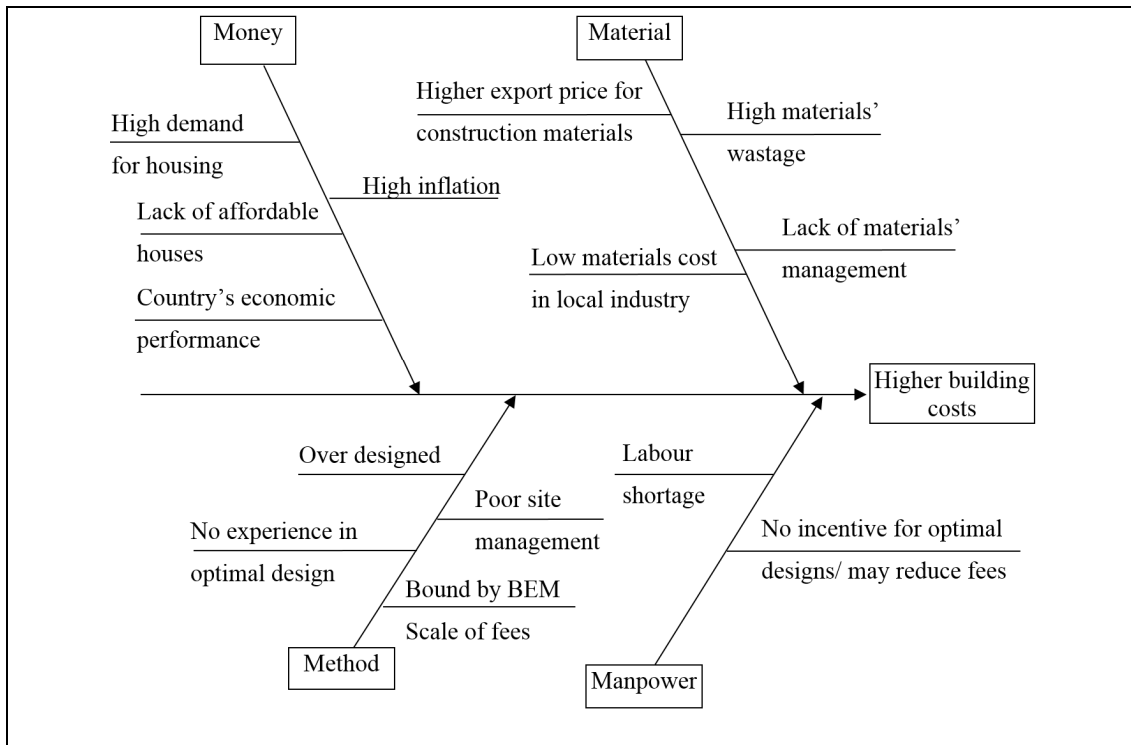 Money
Material
Higher export price for
construction materials
High materials’
wastage
High demand
for housing
High inflation
Lack of affordable
houses
Lack of materials’
management
Low materials cost
in local industry
Country’s economic
performance
Higher building
costs
Over designed
Labour
shortage
Poor site
management
No experience in
optimal design
No incentive for optimal
designs/ may reduce fees
Bound by BEM
Scale of fees
Method
Manpower